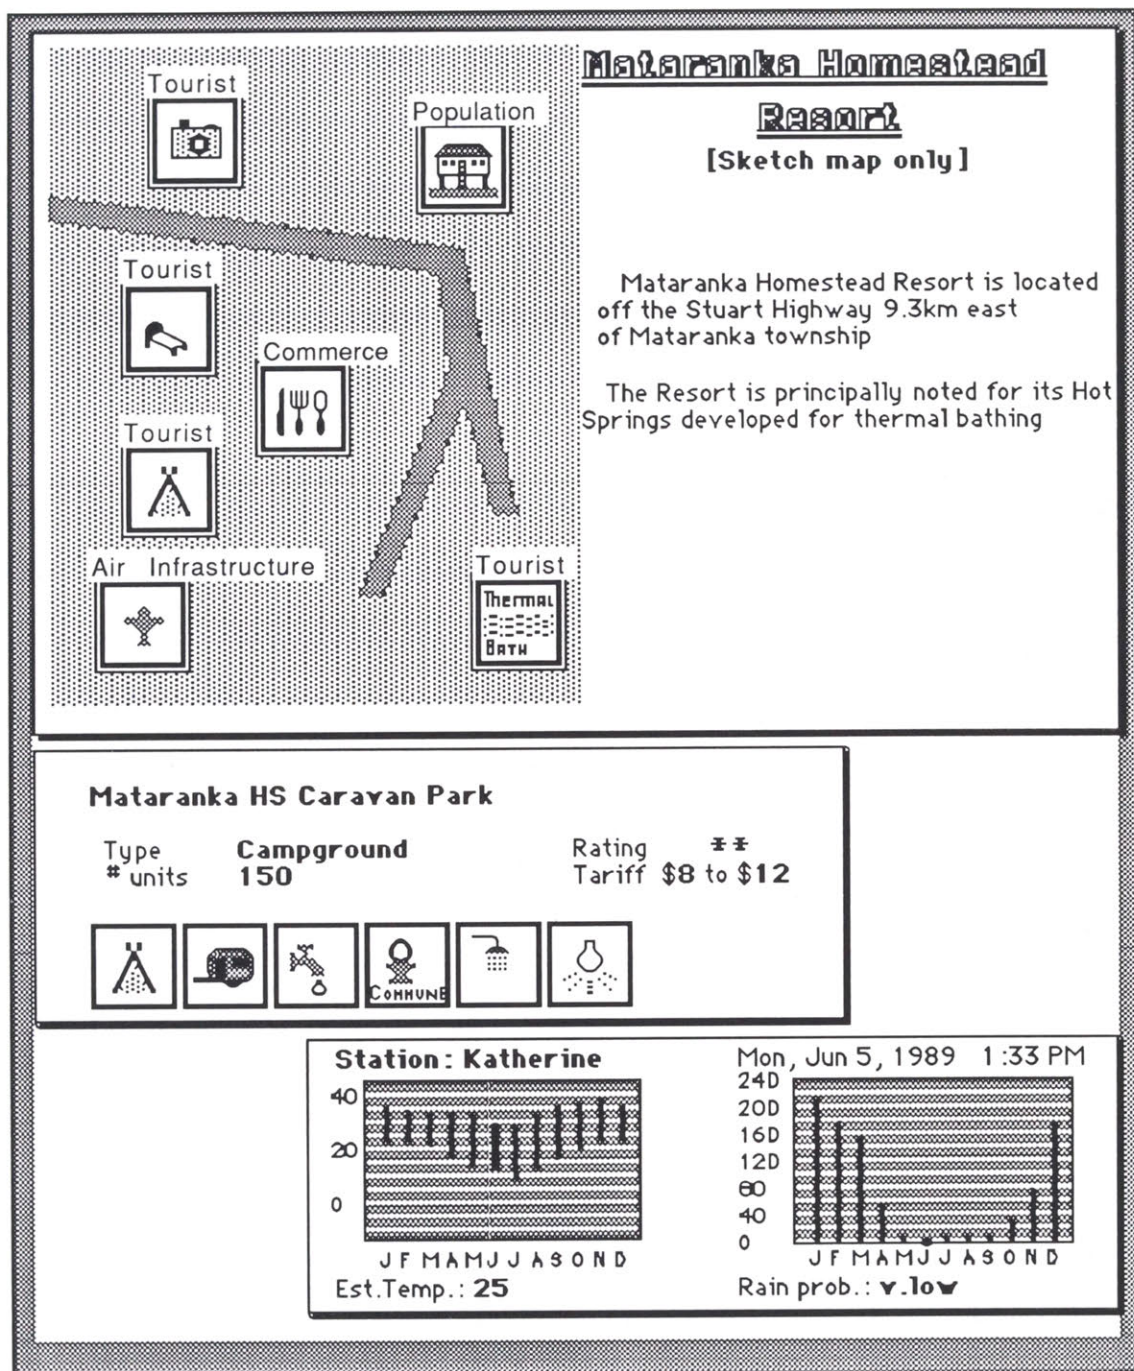 Mataranka Homestead
Resort
[Sketch map only]
Tourist
Population
Tourist
Commerce
Tourist
Air Infrastructure
Tourist
Thermal
Bath
Mataranka Homestead Resort is located
off the Stuart Highway 9.3km east
of Mataranka township
The Resort is principally noted for its Hot
Springs developed for thermal bathing
Mataranka HS Caravan Park
Type Campground
# units 150
Rating **
Tariff $8 to $12
COMMUNE
Station: Katherine
40
20
0
J F M A M J J A S O N D
Est.Temp.: 25
Mon, Jun 5, 1989 1:33 PM
240
200
160
120
80
40
0
J F M A M J J A S O N D
Rain prob.: v.low